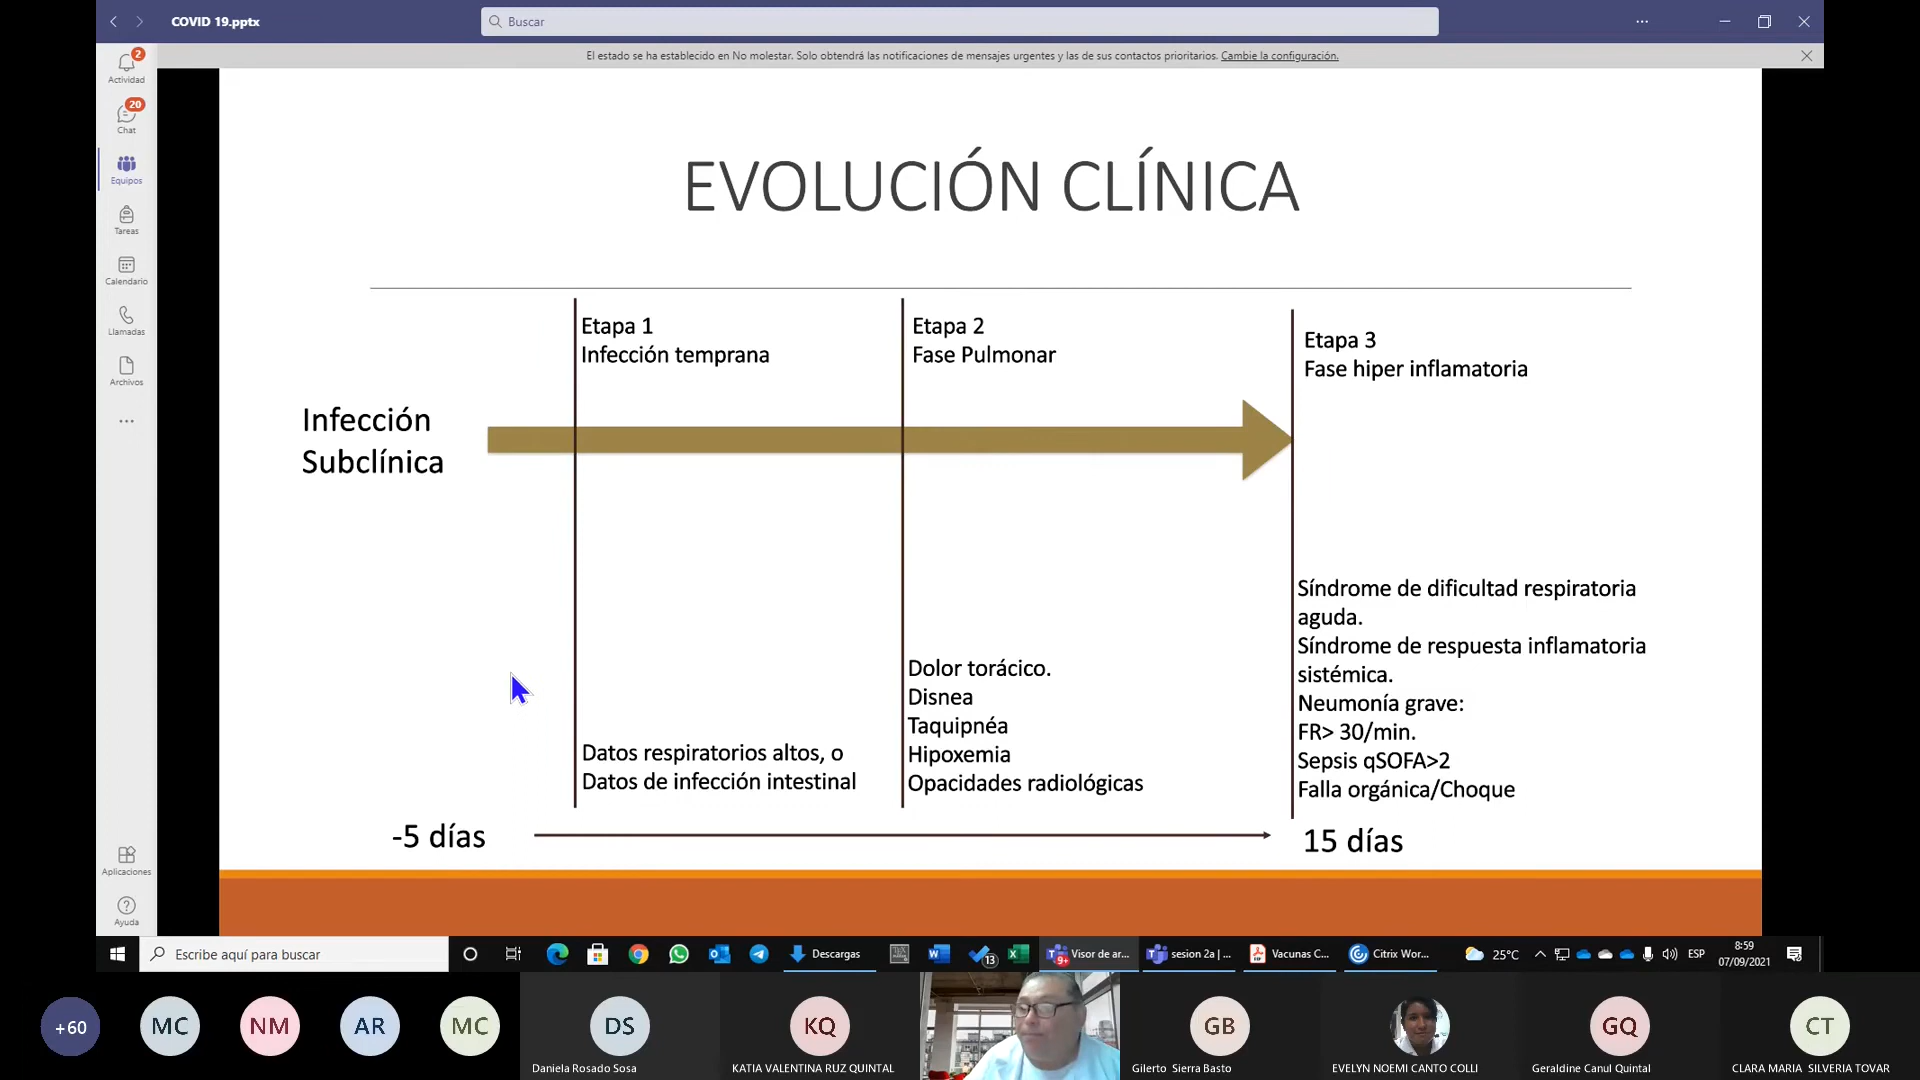 COVID 19.pptx
Buscar
El estado se ha establecido en No molestar. Solo obtendrá las notificaciones de mensajes urgentes y las de sus contactos prioritarios. Cambie la configuración.
2
Actividad
20
Chat
Equipos
Tareas
Calendario
Llamadas
Archivos
Aplicaciones
Ayuda
EVOLUCIÓN CLÍNICA
Etapa 1
Infección temprana
Etapa 2
Fase Pulmonar
Etapa 3
Fase hiper inflamatoria
Infección
Subclínica
Datos respiratorios altos, o
Datos de infección intestinal
Dolor torácico.
Disnea
Taquipnéa
Hipoxemia
Opacidades radiológicas
Síndrome de dificultad respiratoria
aguda.
Síndrome de respuesta inflamatoria
sistémica.
Neumonía grave:
FR> 30/min.
Sepsis qSOFA>2
Falla orgánica/Choque
-5 días
15 días
Escribe aquí para buscar
Descargas
13
9+
Visor de ar...
sesion 2a | ...
Vacunas C...
Citrix Wor...
25°C
ESP
8:59
07/09/2021
+60
MC
NM
AR
MC
DS
Daniela Rosado Sosa
KQ
KATIA VALENTINA RUZ QUINTAL
GB
Gilerto Sierra Basto
EVELYN NOEMI CANTO COLLI
GQ
Geraldine Canul Quintal
CT
CLARA MARIA SILVERIA TOVAR